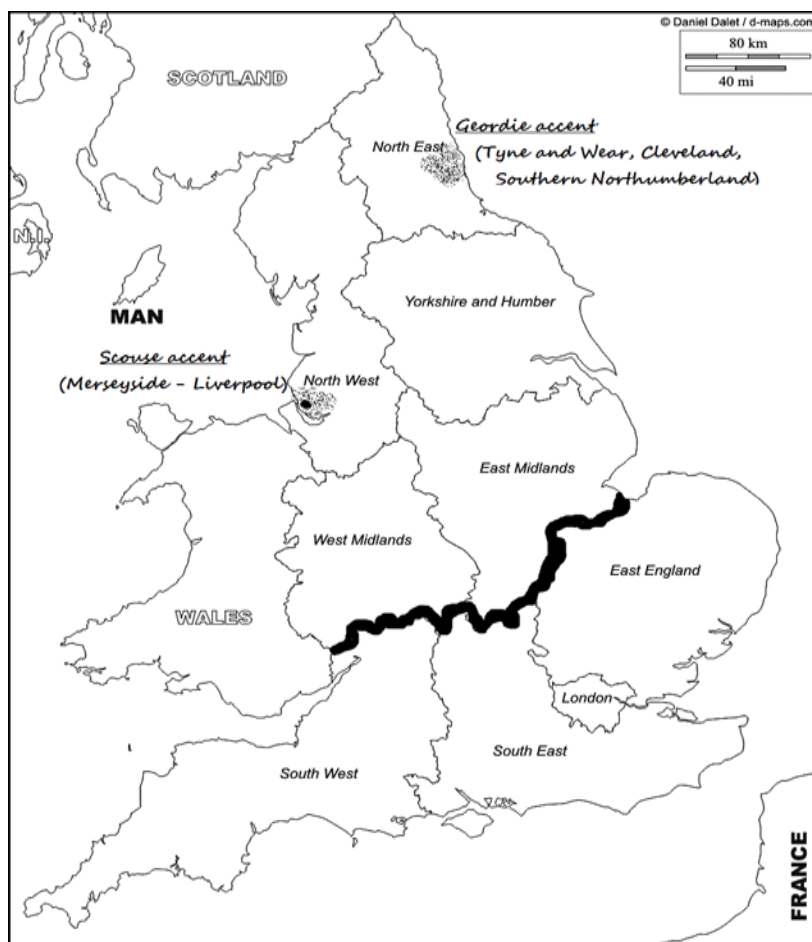 © Daniel Dalet / d-maps.com
80 km
40 mi
SCOTLAND
Geordie accent
(Tyne and Wear, Cleveland,
Southern Northumberland)
North East
N.I.
Yorkshire and Humber
MAN
Scouse accent
(Merseyside - Liverpool)
North West
East Midlands
West Midlands
East England
WALES
London
South East
South West
FRANCE